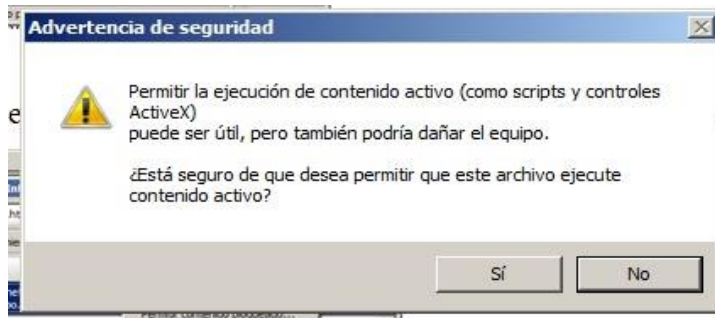 Advertencia de seguridad
Permitir la ejecución de contenido activo (como scripts y controles
ActiveX)
puede ser útil, pero también podría dañar el equipo.
¿Está seguro de que desea permitir que este archivo ejecute
contenido activo?
Sí
No